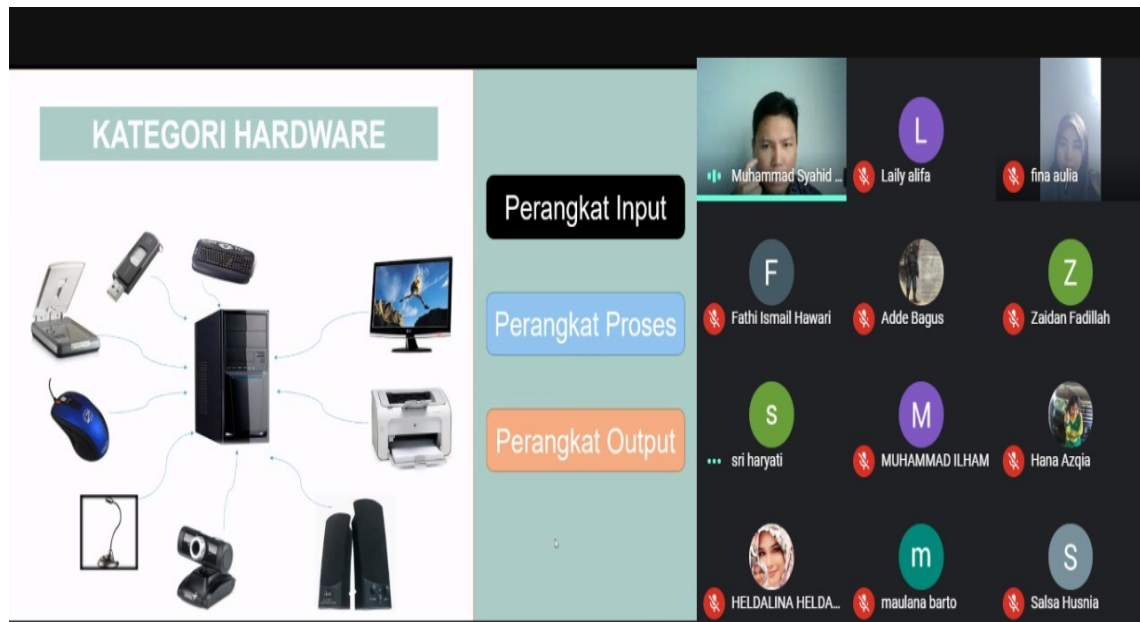 KATEGORI HARDWARE
Perangkat Input
Perangkat Proses
Perangkat Output
Muhammad Syahid ...
L
Laily alifa
fina aulia
F
Fathi Ismail Hawari
Adde Bagus
Z
Zaidan Fadillah
s
sri haryati
M
MUHAMMAD ILHAM
Hana Azqia
HELDALINA HELDA...
m
maulana barto
S
Salsa Husnia